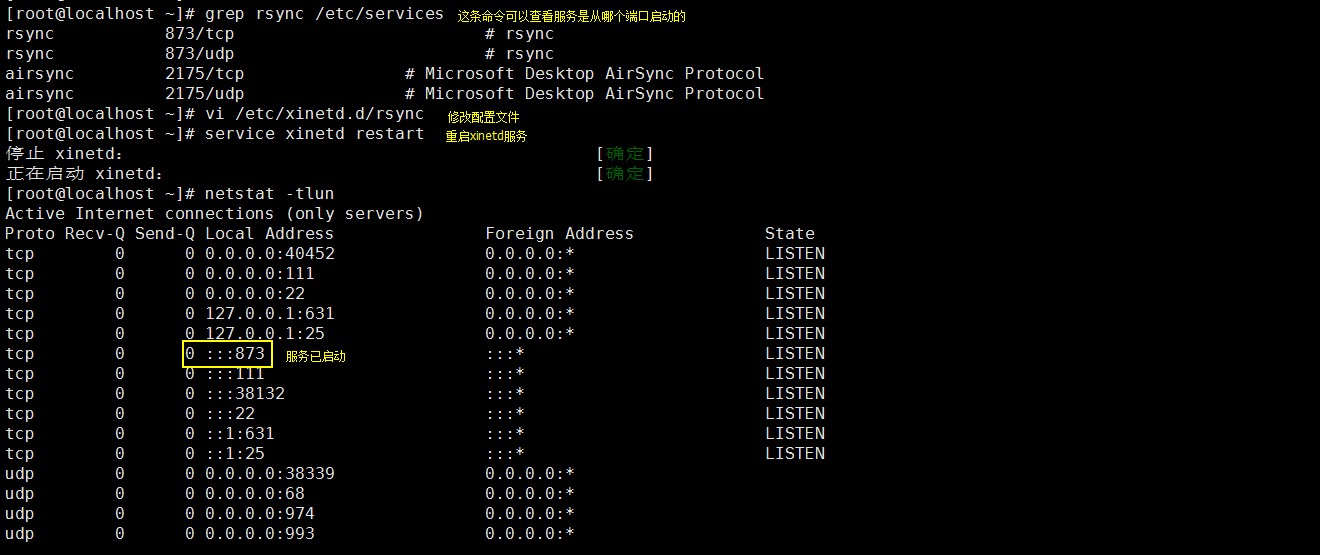 [root@localhost ~]# grep rsync /etc/services 这条命令可以查看服务是从哪个端口启动的
rsync 873/tcp # rsync
rsync 873/udp # rsync
airsync 2175/tcp # Microsoft Desktop AirSync Protocol
airsync 2175/udp # Microsoft Desktop AirSync Protocol
[root@localhost ~]# vi /etc/xinetd.d/rsync 修改配置文件
[root@localhost ~]# service xinetd restart 重启xinetd服务
停止 xinetd: [确定]
正在启动 xinetd: [确定]
[root@localhost ~]# netstat -tlun
Active Internet connections (only servers)
Proto Recv-Q Send-Q Local Address Foreign Address State
tcp 0 0 0.0.0.0:40452 0.0.0.0:* LISTEN
tcp 0 0 0.0.0.0:111 0.0.0.0:* LISTEN
tcp 0 0 0.0.0.0:22 0.0.0.0:* LISTEN
tcp 0 0 127.0.0.1:631 0.0.0.0:* LISTEN
tcp 0 0 127.0.0.1:25 0.0.0.0:* LISTEN
tcp 0 0 :::873 服务已启动 :::* LISTEN
tcp 0 0 :::111 :::* LISTEN
tcp 0 0 :::38132 :::* LISTEN
tcp 0 0 :::22 :::* LISTEN
tcp 0 0 ::1:631 :::* LISTEN
tcp 0 0 ::1:25 :::* LISTEN
udp 0 0 0.0.0.0:38339 0.0.0.0:*
udp 0 0 0.0.0.0:68 0.0.0.0:*
udp 0 0 0.0.0.0:974 0.0.0.0:*
udp 0 0 0.0.0.0:993 0.0.0.0:*